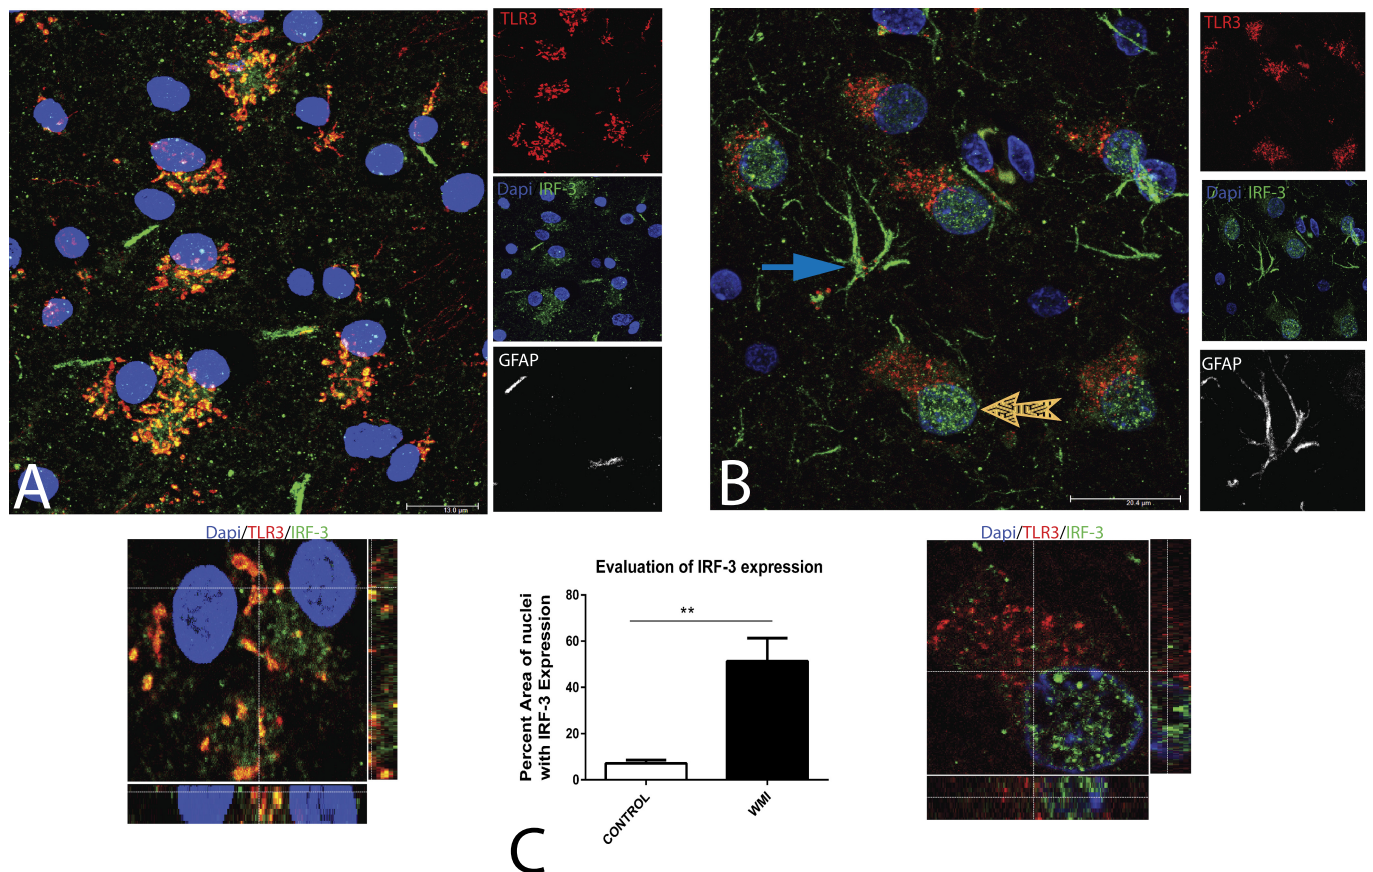 TLR3
Dapi IRF-3
GFAP
A
13.0 µm
TLR3
Dapi IRF-3
GFAP
B
20.4 µm
Dapi/TLR3/IRF-3
Evaluation of IRF-3 expression
Percent Area of nuclei
with IRF-3 Expression
80
60
40
20
0
**
CONTROL
WMI
C
Dapi/TLR3/IRF-3